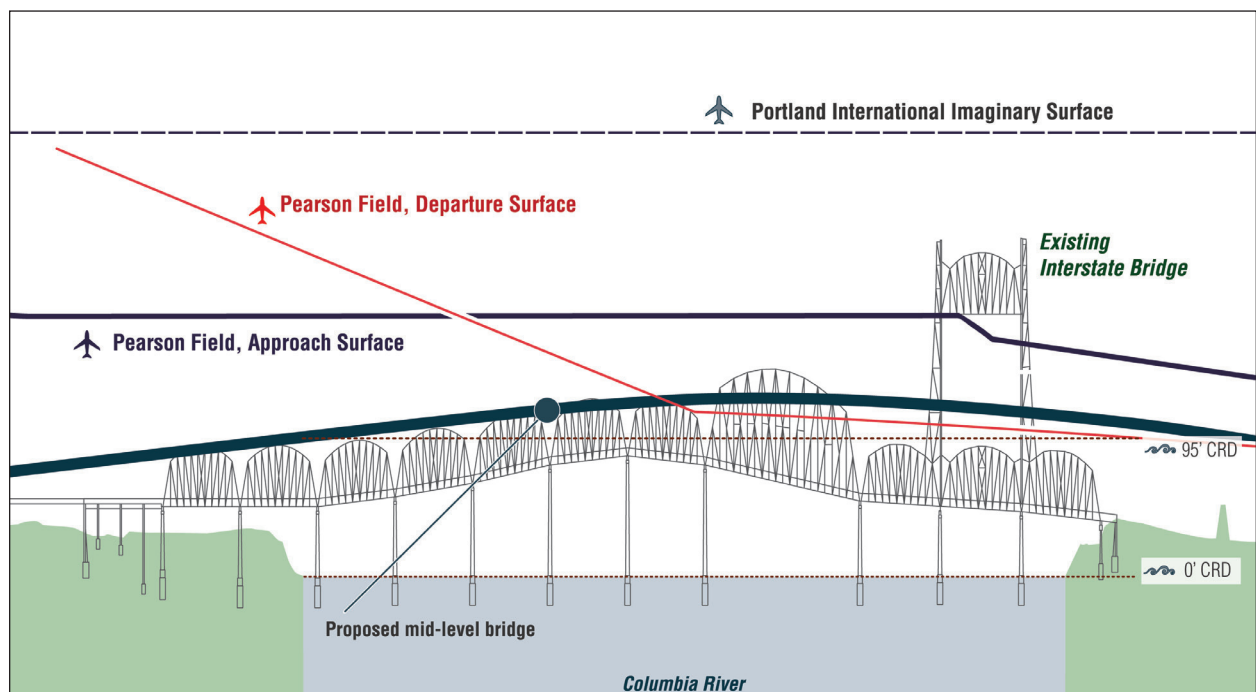 Portland International Imaginary Surface
Pearson Field, Departure Surface
Existing
Interstate Bridge
Pearson Field, Approach Surface
95' CRD
0' CRD
Proposed mid-level bridge
Columbia River